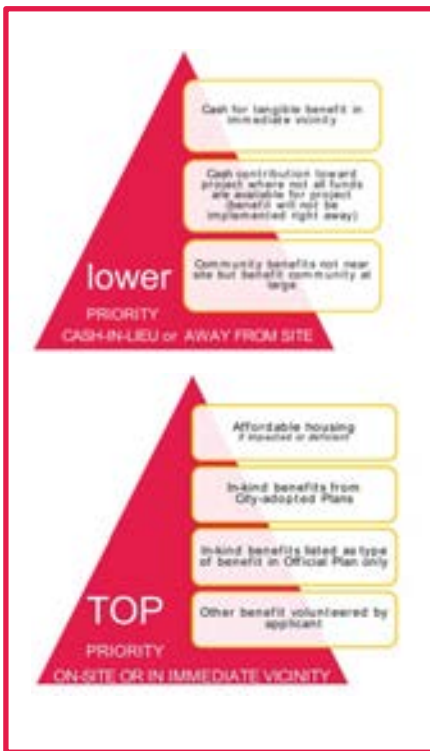 Cash for tangible benefit in
immediate vicinity
Cash contribution toward
project where not all funds
are available for project
(benefit will not be
implemented right away)
Community benefits not near
site but benefit community at
large
lower
PRIORITY
CASH-IN-LIEU or AWAY FROM SITE
Affordable housing
if impacted or deficient
In-kind benefits from
City-adopted Plans
In-kind benefits listed as type
of benefit in Official Plan only
Other benefit volunteered by
applicant
TOP
PRIORITY
ON-SITE OR IN IMMEDIATE VICINITY